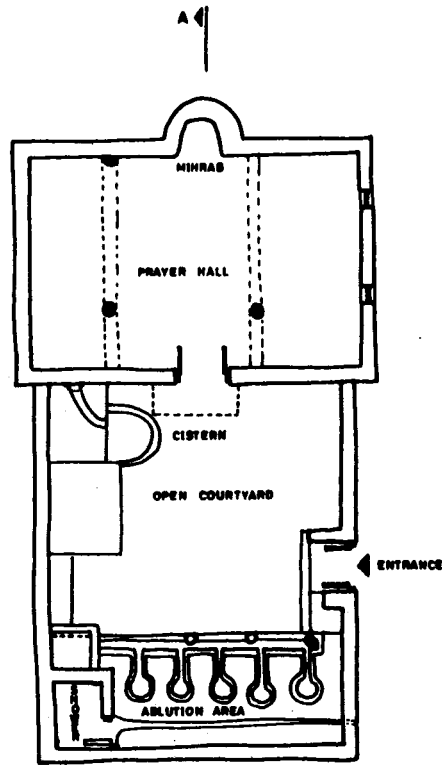 A
MIHRAB
PRAYER HALL
CISTERN
OPEN COURTYARD
ENTRANCE
ABLUTION AREA